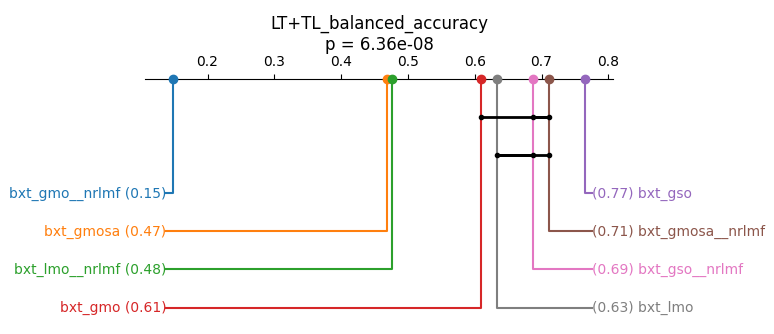 LT+TL_balanced_accuracy
p = 6.36e-08
0.2 0.3 0.4 0.5 0.6 0.7 0.8
bxt_gmo__nrlmf (0.15) (0.77) bxt_gso
bxt_gmosa (0.47) (0.71) bxt_gmosa__nrlmf
bxt_lmo__nrlmf (0.48) (0.69) bxt_gso__nrlmf
bxt_gmo (0.61) (0.63) bxt_lmo